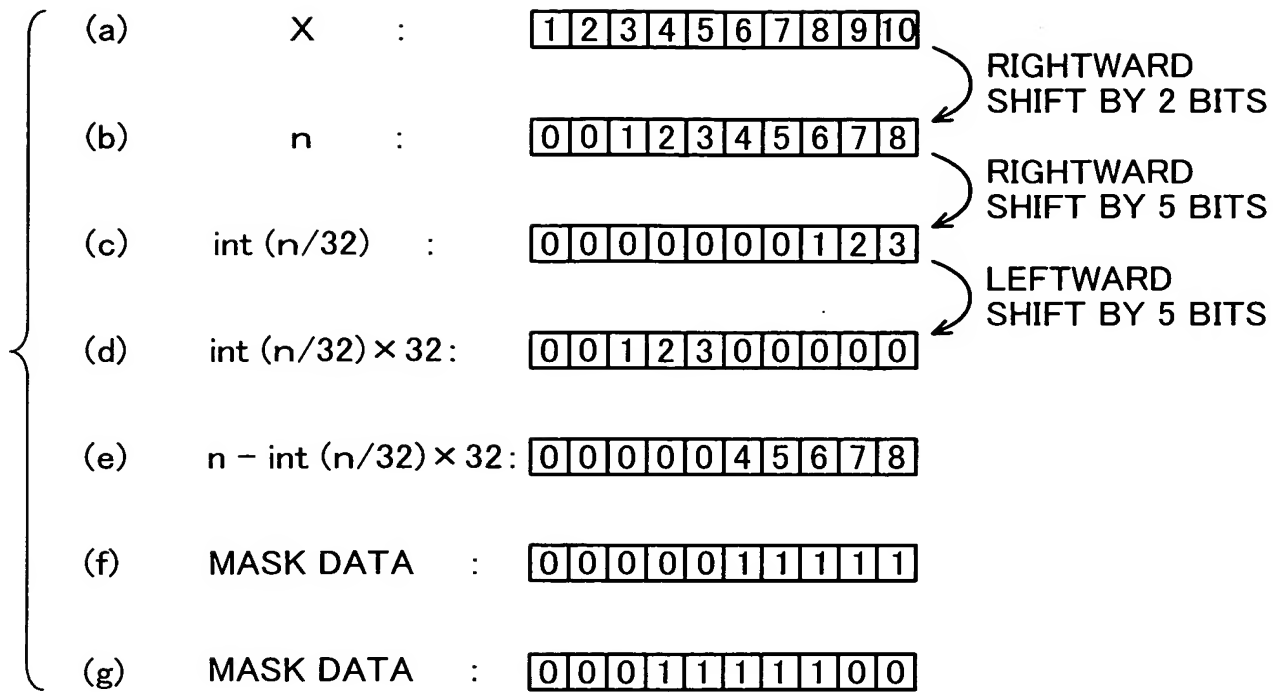 (a) X : 1 2 3 4 5 6 7 8 9 10
RIGHTWARD
SHIFT BY 2 BITS
(b) n : 0 0 1 2 3 4 5 6 7 8
RIGHTWARD
SHIFT BY 5 BITS
(c) int (n/32) : 0 0 0 0 0 0 0 1 2 3
LEFTWARD
SHIFT BY 5 BITS
(d) int (n/32) × 32: 0 0 1 2 3 0 0 0 0 0
(e) n − int (n/32) × 32: 0 0 0 0 0 4 5 6 7 8
(f) MASK DATA : 0 0 0 0 0 1 1 1 1 1
(g) MASK DATA : 0 0 0 1 1 1 1 1 0 0